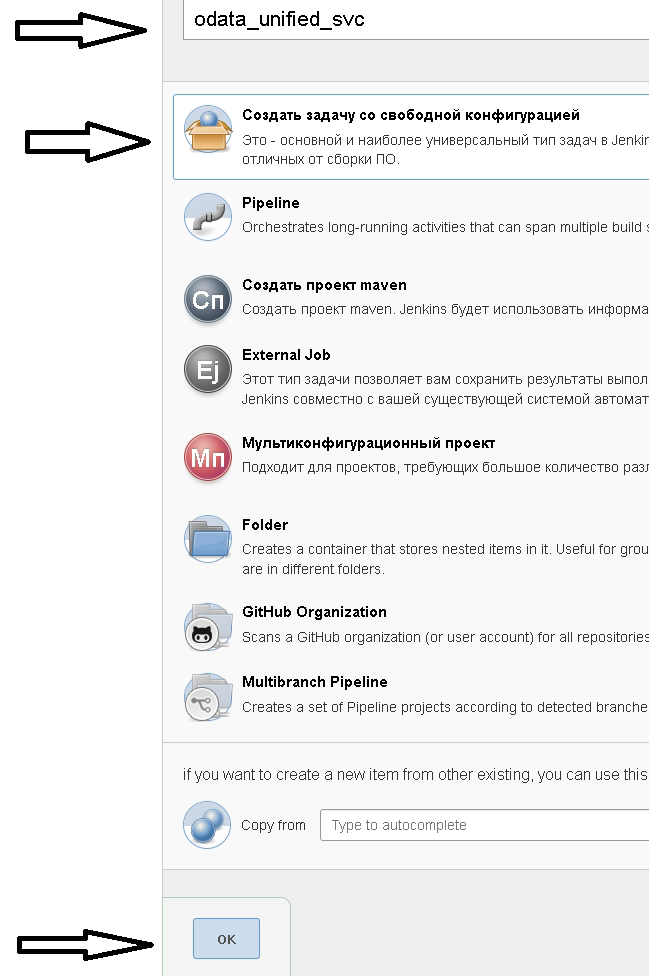 odata_unified_svc
Создать задачу со свободной конфигурацией
Это - основной и наиболее универсальный тип задач в Jenkin
отличных от сборки ПО.
Pipeline
Orchestrates long-running activities that can span multiple build s
Сп
Создать проект maven
Создать проект maven. Jenkins будет использовать информа
Ej
External Job
Этот тип задачи позволяет вам сохранить результаты выпол
Jenkins совместно с вашей существующей системой автомат
Мп
Мультиконфигурационный проект
Подходит для проектов, требующих большое количество разл
Folder
Creates a container that stores nested items in it. Useful for grou
are in different folders.
GitHub Organization
Scans a GitHub organization (or user account) for all repositories
Multibranch Pipeline
Creates a set of Pipeline projects according to detected branche
if you want to create a new item from other existing, you can use this
Copy from
Type to autocomplete
OK